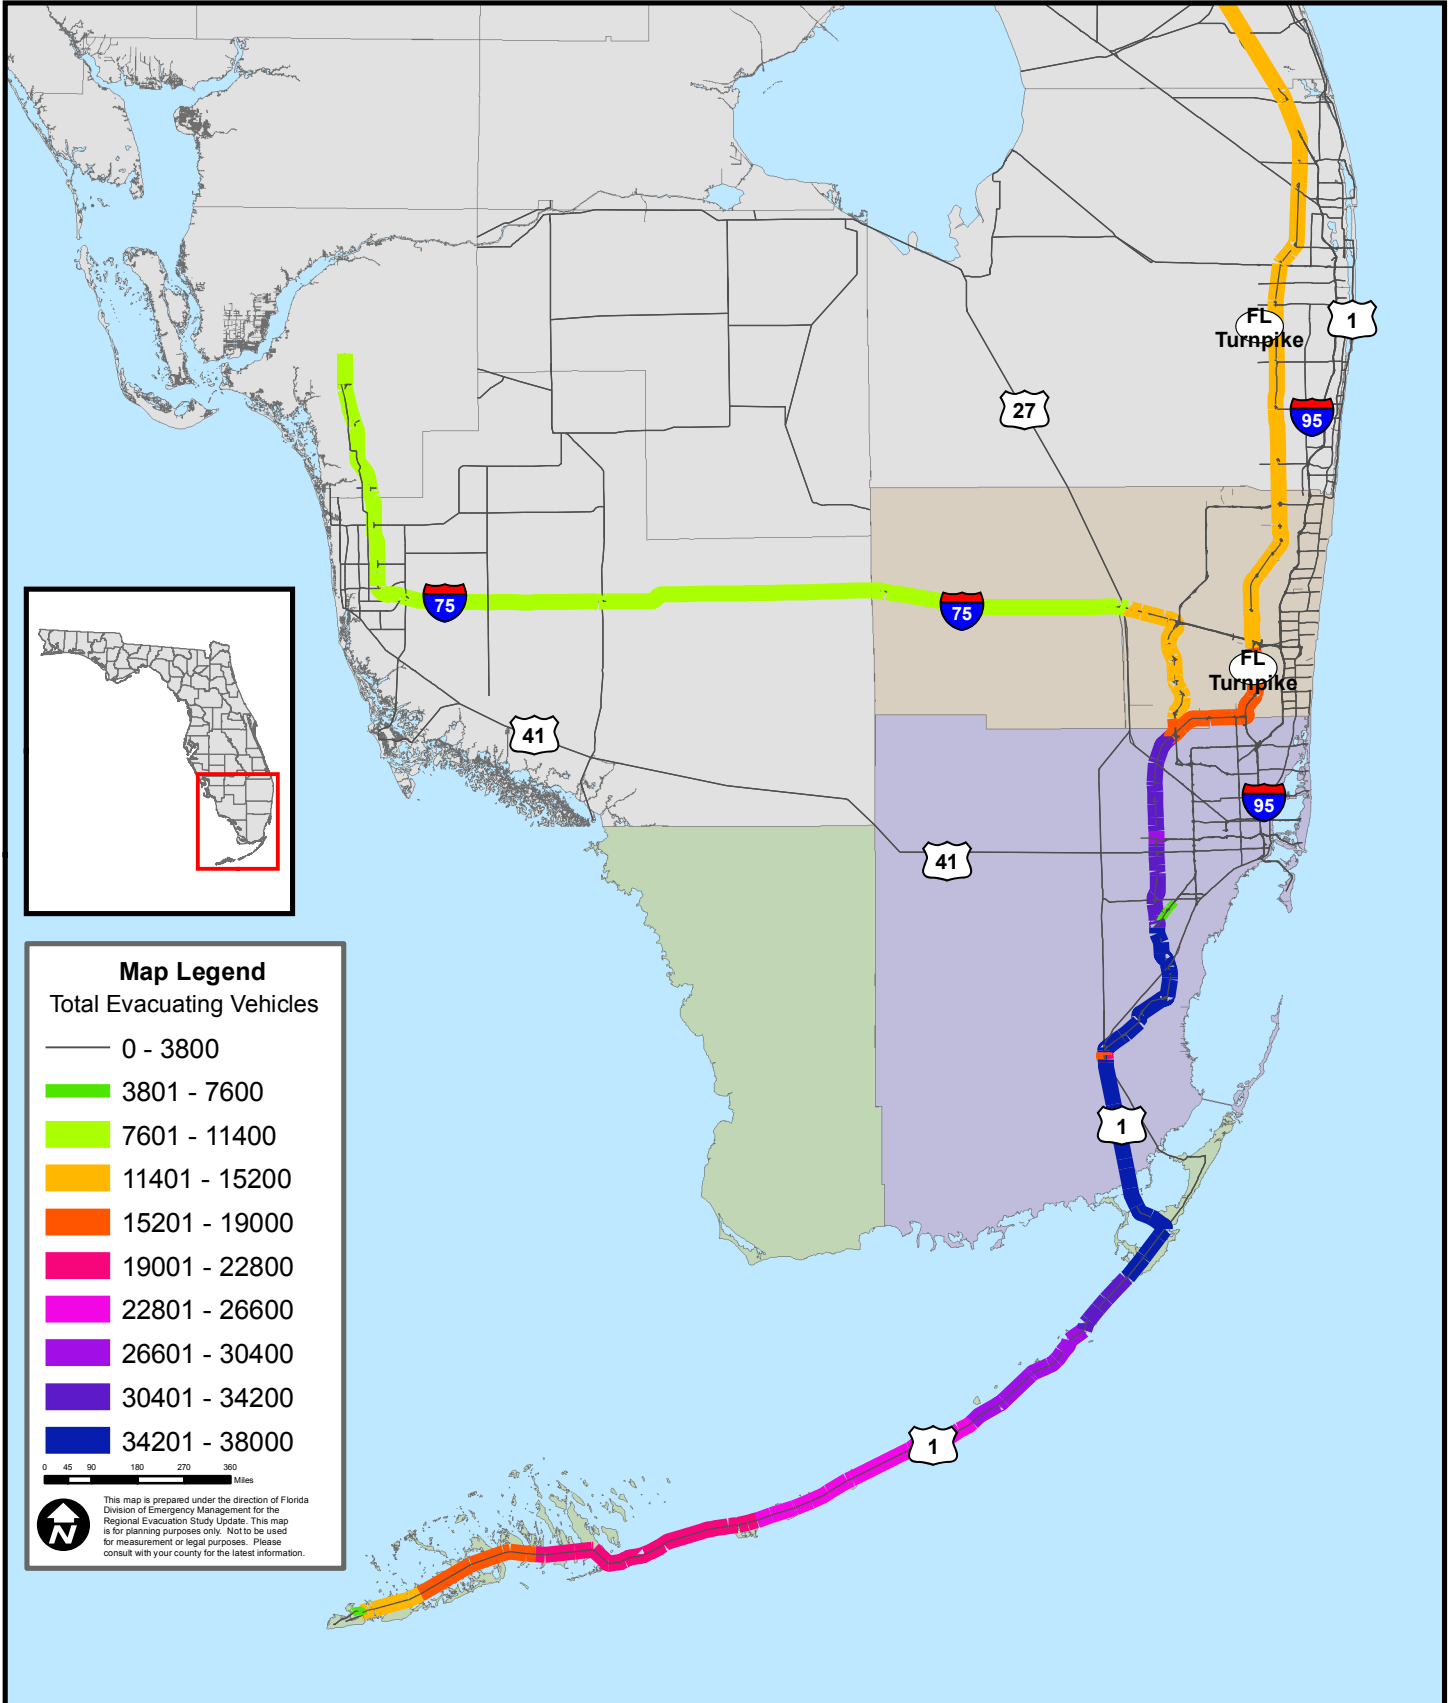 FL
Turnpike
1
27
95
75
75
FL
Turnpike
41
95
41
1
1
Map Legend
Total Evacuating Vehicles
0 - 3800
3801 - 7600
7601 - 11400
11401 - 15200
15201 - 19000
19001 - 22800
22801 - 26600
26601 - 30400
30401 - 34200
34201 - 38000
0 45 90 180 270 360
Miles
N
This map is prepared under the direction of Florida
Division of Emergency Management for the
Regional Evacuation Study Update. This map
is for planning purposes only. Not to be used
for measurement or legal purposes. Please
consult with your county for the latest information.